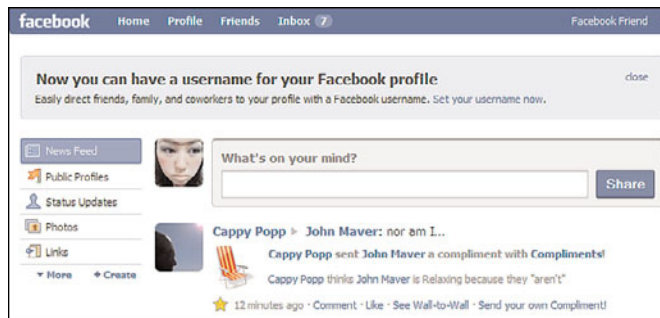 facebook Home Profile Friends Inbox 7 Facebook Friend
Now you can have a username for your Facebook profile close
Easily direct friends, family, and coworkers to your profile with a Facebook username. Set your username now.
News Feed
Public Profiles
Status Updates
Photos
Links
More Create
What's on your mind?
Share
Cappy Popp ▸ John Maver: nor am I...
Cappy Popp sent John Maver a compliment with Compliments!
Cappy Popp thinks John Maver is Relaxing because they "aren't"
12 minutes ago · Comment · Like · See Wall-to-Wall · Send your own Compliment!